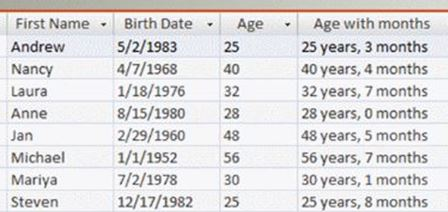 First Name Birth Date Age Age with months
Andrew 5/2/1983 25 25 years, 3 months
Nancy 4/7/1968 40 40 years, 4 months
Laura 1/18/1976 32 32 years, 7 months
Anne 8/15/1980 28 28 years, 0 months
Jan 2/29/1960 48 48 years, 5 months
Michael 1/1/1952 56 56 years, 7 months
Mariya 7/2/1978 30 30 years, 1 months
Steven 12/17/1982 25 25 years, 8 months